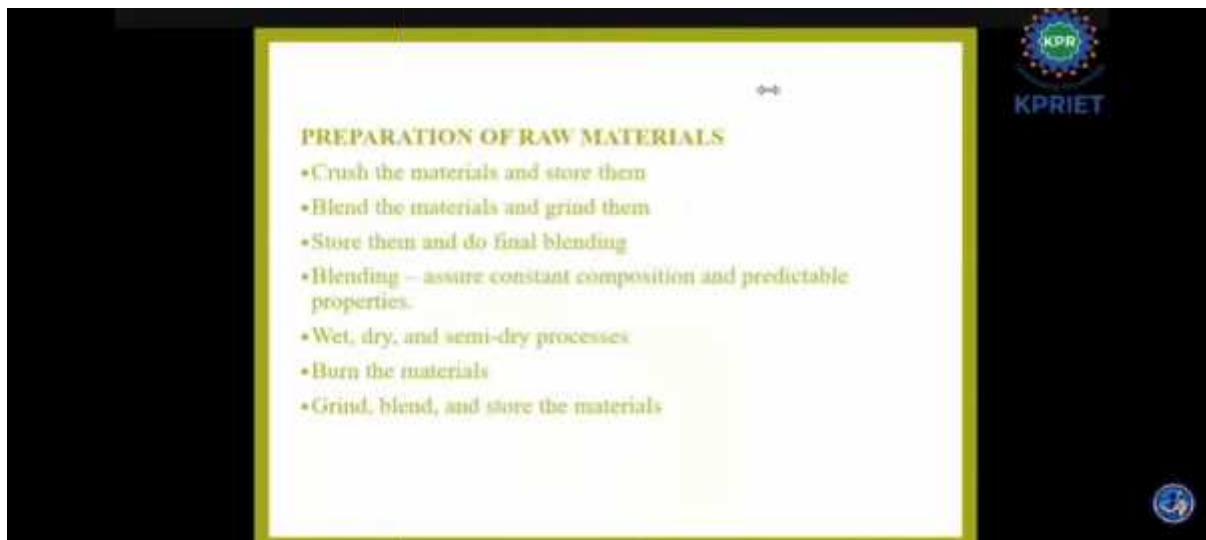 KPR
KPRIET
PREPARATION OF RAW MATERIALS
•Crush the materials and store them
•Blend the materials and grind them
•Store them and do final blending
•Blending – assure constant composition and predictable
properties.
•Wet, dry, and semi-dry processes
•Burn the materials
•Grind, blend, and store the materials